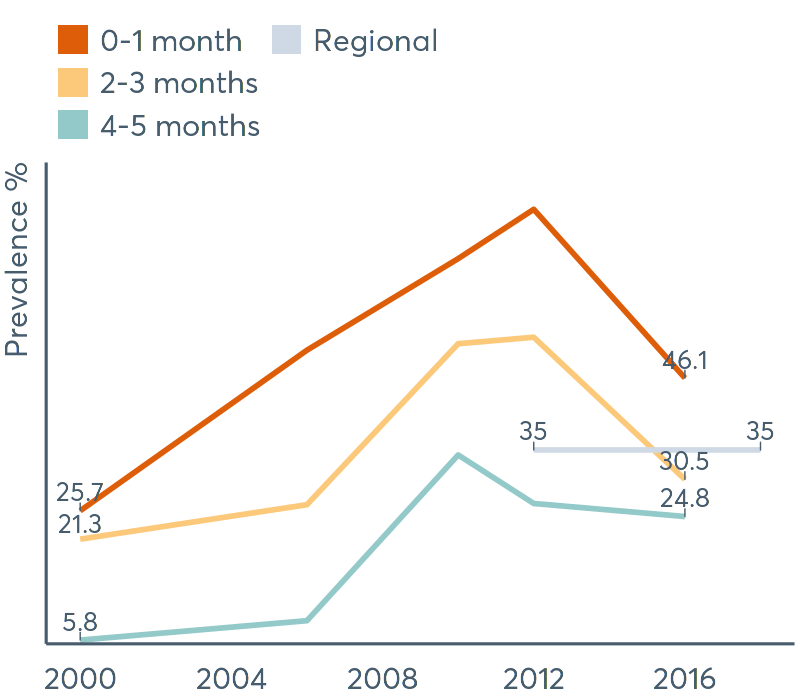 0-1 month
Regional
2-3 months
4-5 months
Prevalence %
46.1
35
35
30.5
25.7
24.8
21.3
5.8
2000
2004
2008
2012
2016